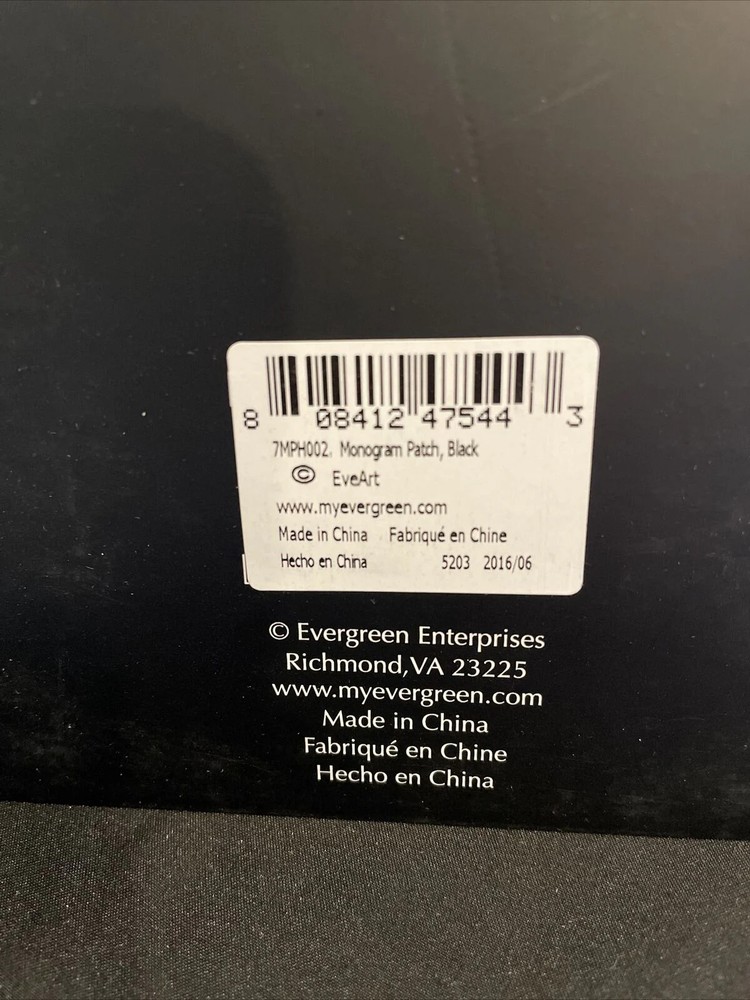 8 08412 47544 3
7MPH002. Monogram Patch, Black
© EveArt
www.myevergreen.com
Made in China Fabriqué en Chine
Hecho en China 5203 2016/06
© Evergreen Enterprises
Richmond, VA 23225
www.myevergreen.com
Made in China
Fabriqué en Chine
Hecho en China